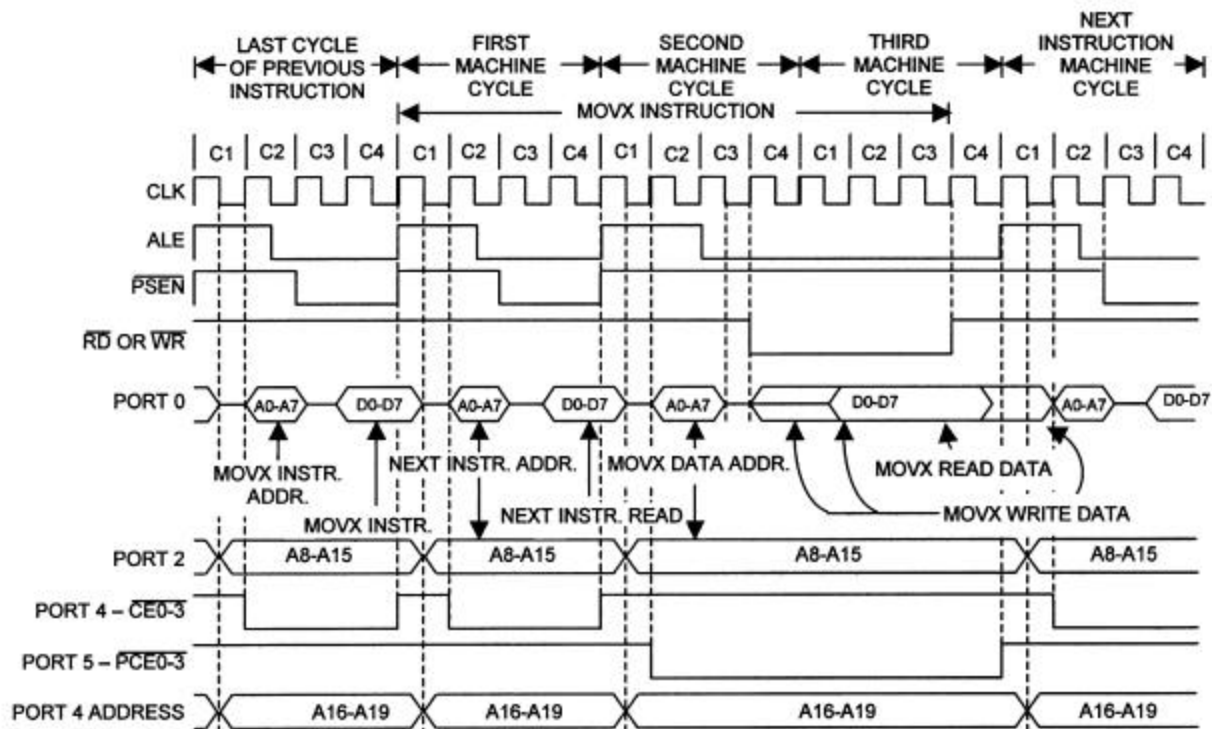 LAST CYCLE
OF PREVIOUS
INSTRUCTION
FIRST
MACHINE
CYCLE
SECOND
MACHINE
CYCLE
THIRD
MACHINE
CYCLE
NEXT
INSTRUCTION
MACHINE
CYCLE
MOVX INSTRUCTION
C1 C2 C3 C4 C1 C2 C3 C4 C1 C2 C3 C4 C1 C2 C3 C4 C1 C2 C3 C4
CLK
ALE
PSEN
RD OR WR
PORT 0 A0-A7 D0-D7 A0-A7 D0-D7 A0-A7 D0-D7 A0-A7 D0-D7
MOVX INSTR.
ADDR.
NEXT INSTR. ADDR.
MOVX DATA ADDR.
MOVX READ DATA
MOVX INSTR.
NEXT INSTR. READ
MOVX WRITE DATA
PORT 2 A8-A15 A8-A15 A8-A15 A8-A15
PORT 4 – CE0-3
PORT 5 – PCE0-3
PORT 4 ADDRESS A16-A19 A16-A19 A16-A19 A16-A19